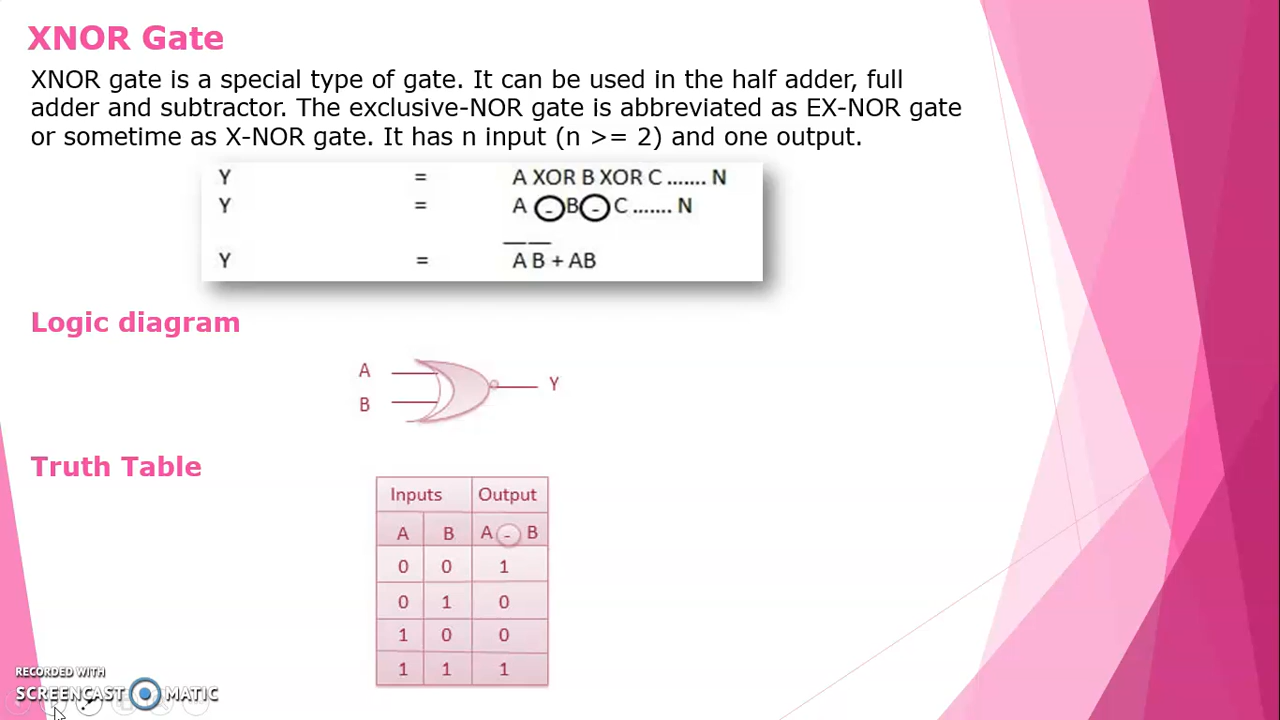 XNOR Gate
XNOR gate is a special type of gate. It can be used in the half adder, full
adder and subtractor. The exclusive-NOR gate is abbreviated as EX-NOR gate
or sometime as X-NOR gate. It has n input (n >= 2) and one output.
Y = A XOR B XOR C ....... N
Y = A ⊖ B ⊖ C ....... N
Y = A̅ B̅ + AB
Logic diagram
A
B
Y
Truth Table
Inputs Output
A B A ⊖ B
0 0 1
0 1 0
1 0 0
1 1 1
RECORDED WITH
SCREENCAST MATIC